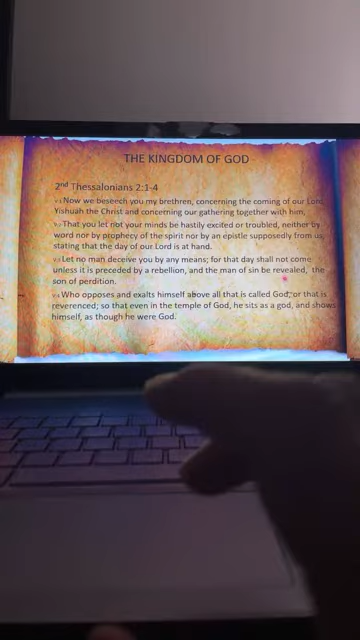 THE KINGDOM OF GOD
2nd Thessalonians 2:1-4
v.1 Now we beseech you my brethren, concerning the coming of our Lord
Yishuah the Christ and concerning our gathering together with him,
v.2 That you let not your minds be hastily excited or troubled, neither by
word nor by prophecy of the spirit nor by an epistle supposedly from us,
stating that the day of our Lord is at hand.
v.3 Let no man deceive you by any means; for that day shall not come
unless it is preceded by a rebellion, and the man of sin be revealed, the
son of perdition.
v.4 Who opposes and exalts himself above all that is called God, or that is
reverenced; so that even in the temple of God, he sits as a god, and shows
himself, as though he were God.